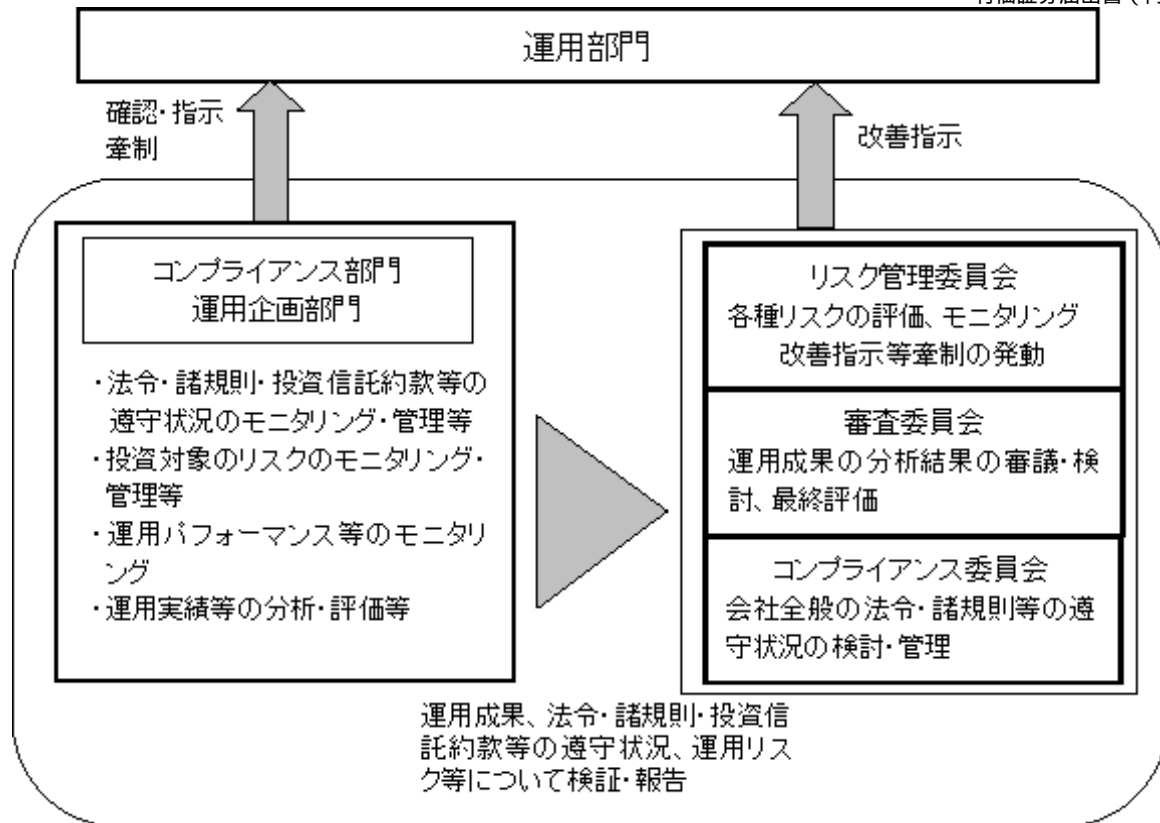 運用部門
確認・指示
牽制
改善指示
コンプライアンス部門
運用企画部門
・法令・諸規則・投資信託約款等の
遵守状況のモニタリング・管理等
・投資対象のリスクのモニタリング・
管理等
・運用パフォーマンス等のモニタリ
ング
・運用実績等の分析・評価等
リスク管理委員会
各種リスクの評価、モニタリング
改善指示等牽制の発動
審査委員会
運用成果の分析結果の審議・検
討、最終評価
コンプライアンス委員会
会社全般の法令・諸規則等の遵
守状況の検討・管理
運用成果、法令・諸規則・投資信
託約款等の遵守状況、運用リス
ク等について検証・報告